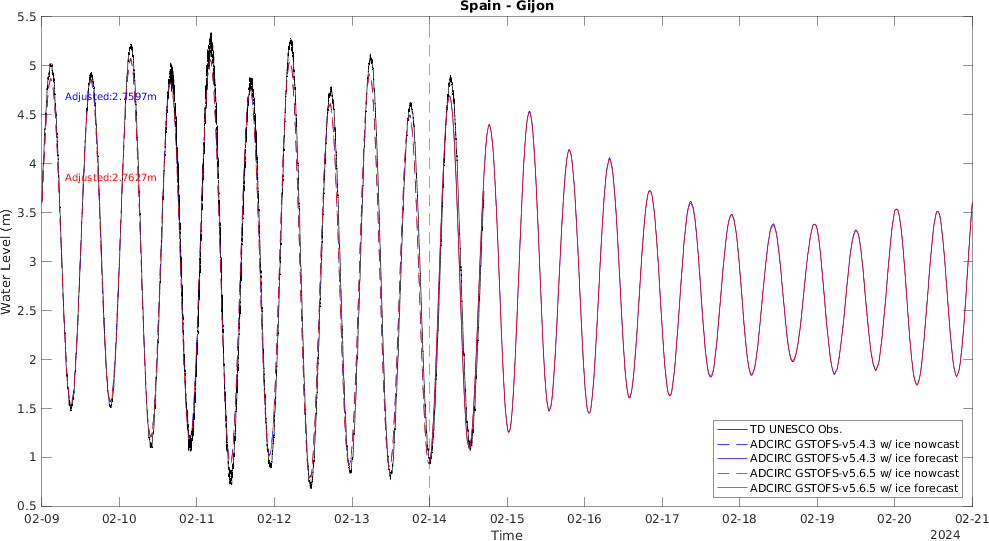 Spain - Gijon
5.5
5
4.5
4
3.5
3
2.5
2
1.5
1
0.5
Water Level (m)
Adjusted:2.7597m
Adjusted:2.7627m
TD UNESCO Obs.
ADCIRC GSTOFS-v5.4.3 w/ ice nowcast
ADCIRC GSTOFS-v5.4.3 w/ ice forecast
ADCIRC GSTOFS-v5.6.5 w/ ice nowcast
ADCIRC GSTOFS-v5.6.5 w/ ice forecast
02-09 02-10 02-11 02-12 02-13 02-14 02-15 02-16 02-17 02-18 02-19 02-20 02-21
Time
2024